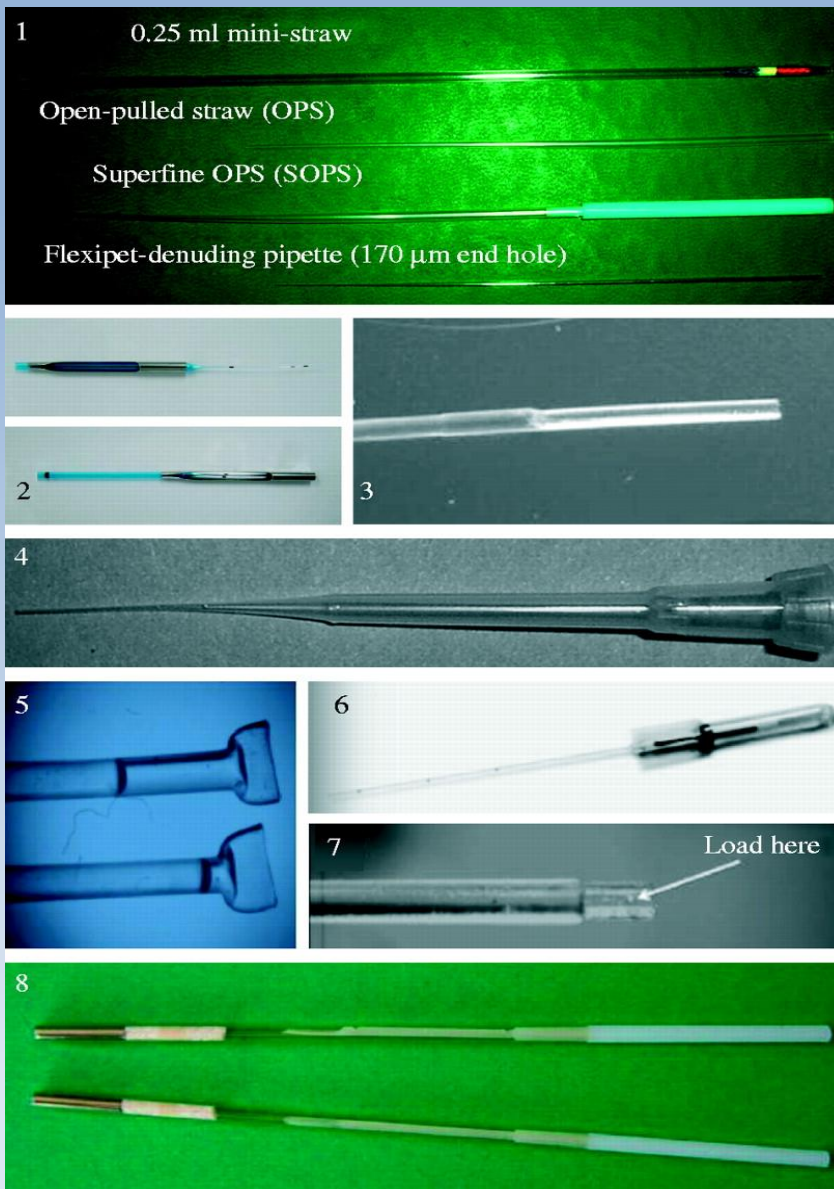 1
0.25 ml mini-straw
Open-pulled straw (OPS)
Superfine OPS (SOPS)
Flexipet-denuding pipette (170 μm end hole)
2
3
4
5
6
7
Load here
8